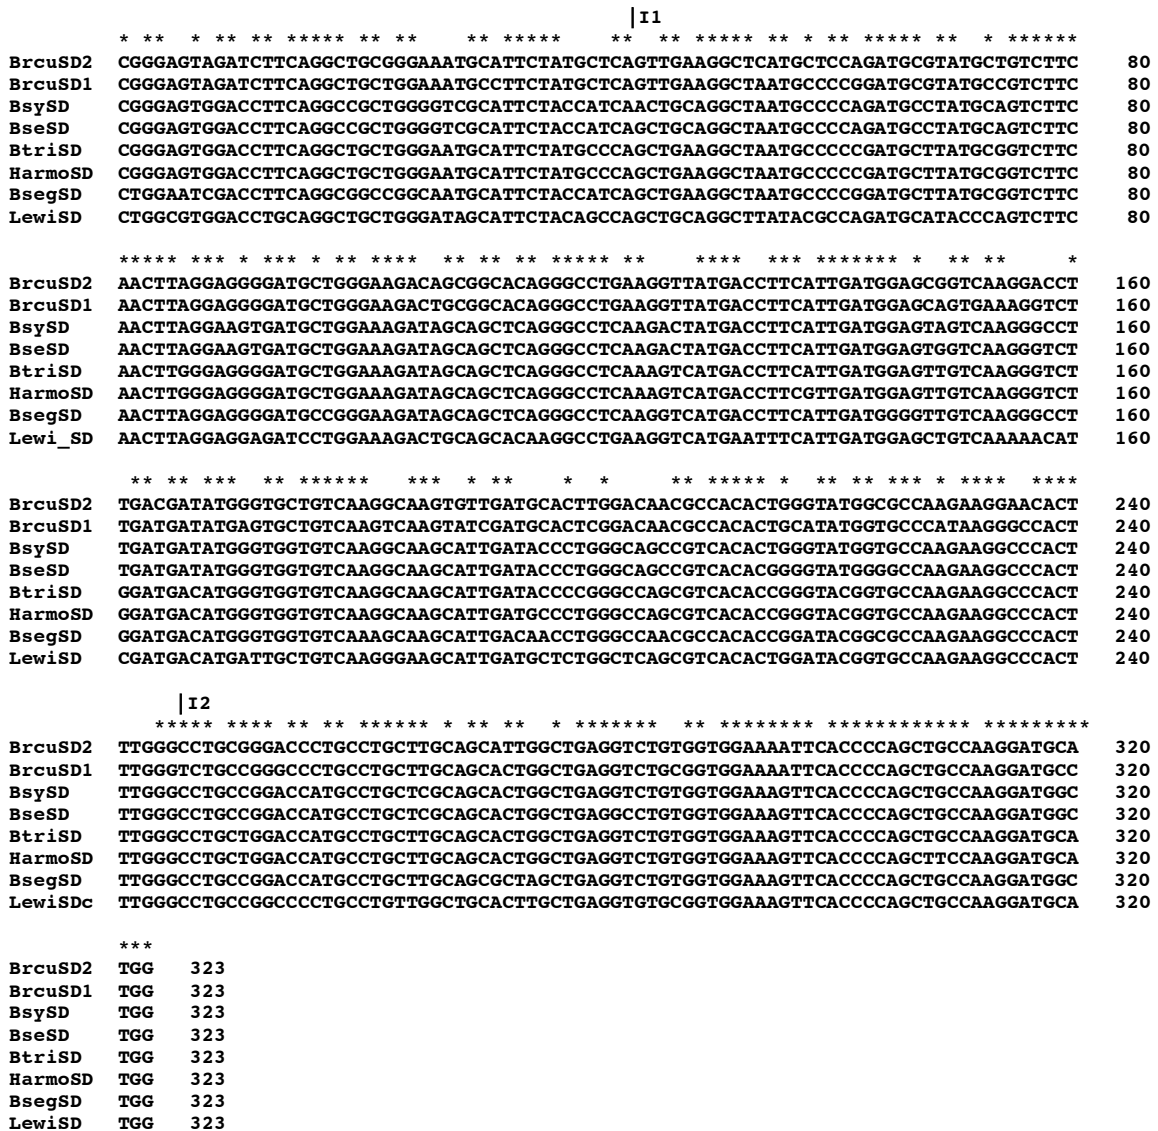 |I1
* ** * ** ** ***** ** ** ** ***** ** ** ***** ** * ** ***** ** * ******
BrcuSD2 CGGGAGTAGATCTTCAGGCTGCGGGAAATGCATTCTATGCTCAGTTGAAGGCTCATGCTCCAGATGCGTATGCTGTCTTC 80
BrcuSD1 CGGGAGTAGATCTTCAGGCTGCTGGAAATGCCTTCTATGCTCAGTTGAAGGCTAATGCCCCGGATGCGTATGCCGTCTTC 80
BsySD CGGGAGTGGACCTTCAGGCCGCTGGGGTCGCATTCTACCATCAACTGCAGGCTAATGCCCCAGATGCCTATGCAGTCTTC 80
BseSD CGGGAGTGGACCTTCAGGCCGCTGGGGTCGCATTCTACCATCAGCTGCAGGCTAATGCCCCAGATGCCTATGCAGTCTTC 80
BtriSD CGGGAGTGGACCTTCAGGCTGCTGGGAATGCATTCTATGCCCAGCTGAAGGCTAATGCCCCCGATGCTTATGCGGTCTTC 80
HarmoSD CGGGAGTGGACCTTCAGGCTGCTGGGAATGCATTCTATGCCCAGCTGAAGGCTAATGCCCCCGATGCTTATGCGGTCTTC 80
BsegSD CTGGAATCGACCTTCAGGCGGCCGGCAATGCATTCTACCATCAGCTGAAGGCTAATGCCCCGGATGCTTATGCGGTCTTC 80
LewiSD CTGGCGTGGACCTGCAGGCTGCTGGGATAGCATTCTACAGCCAGCTGCAGGCTTATACGCCAGATGCATACCCAGTCTTC 80
***** *** * *** * ** **** ** ** ** ***** ** **** *** ******* * ** ** *
BrcuSD2 AACTTAGGAGGGGATGCTGGGAAGACAGCGGCACAGGGCCTGAAGGTTATGACCTTCATTGATGGAGCGGTCAAGGACCT 160
BrcuSD1 AACTTAGGAGGGGATGCTGGGAAGACTGCGGCACAGGGCCTGAAGGTTATGACCTTCATTGATGGAGCAGTGAAAGGTCT 160
BsySD AACTTAGGAAGTGATGCTGGAAAGATAGCAGCTCAGGGCCTCAAGACTATGACCTTCATTGATGGAGTAGTCAAGGGCCT 160
BseSD AACTTAGGAAGTGATGCTGGAAAGATAGCAGCTCAGGGCCTCAAGACTATGACCTTCATTGATGGAGTGGTCAAGGGTCT 160
BtriSD AACTTGGGAGGGGATGCTGGAAAGATAGCAGCTCAGGGCCTCAAAGTCATGACCTTCATTGATGGAGTTGTCAAGGGTCT 160
HarmoSD AACTTGGGAGGGGATGCTGGAAAGATAGCAGCTCAGGGCCTCAAAGTCATGACCTTCGTTGATGGAGTTGTCAAGGGTCT 160
BsegSD AACTTAGGAGGGGATGCCGGGAAGATAGCAGCTCAGGGCCTCAAGGTCATGACCTTCATTGATGGGGTTGTCAAGGGCCT 160
Lewi_SD AACTTAGGAGGAGATCCTGGAAAGACTGCAGCACAAGGCCTGAAGGTCATGAATTTCATTGATGGAGCTGTCAAAAACAT 160
** ** *** ** ****** *** * ** * * ** ***** * ** ** *** * **** ****
BrcuSD2 TGACGATATGGGTGCTGTCAAGGCAAGTGTTGATGCACTTGGACAACGCCACACTGGGTATGGCGCCAAGAAGGAACACT 240
BrcuSD1 TGATGATATGAGTGCTGTCAAGTCAAGTATCGATGCACTCGGACAACGCCACACTGCATATGGTGCCCATAAGGGCCACT 240
BsySD TGATGATATGGGTGGTGTCAAGGCAAGCATTGATACCCTGGGCAGCCGTCACACTGGGTATGGTGCCAAGAAGGCCCACT 240
BseSD TGATGATATGGGTGGTGTCAAGGCAAGCATTGATACCCTGGGCAGCCGTCACACGGGGTATGGGGCCAAGAAGGCCCACT 240
BtriSD GGATGACATGGGTGGTGTCAAGGCAAGCATTGATACCCCGGGCCAGCGTCACACCGGGTACGGTGCCAAGAAGGCCCACT 240
HarmoSD GGATGACATGGGTGGTGTCAAGGCAAGCATTGATGCCCTGGGCCAGCGTCACACCGGGTACGGTGCCAAGAAGGCCCACT 240
BsegSD GGATGACATGGGTGGTGTCAAAGCAAGCATTGACAACCTGGGCCAACGCCACACCGGATACGGCGCCAAGAAGGCCCACT 240
LewiSD CGATGACATGATTGCTGTCAAGGGAAGCATTGATGCTCTGGCTCAGCGTCACACTGGATACGGTGCCAAGAAGGCCCACT 240
|I2
***** **** ** ** ****** * ** ** * ******* ** ******** ************ *********
BrcuSD2 TTGGGCCTGCGGGACCCTGCCTGCTTGCAGCATTGGCTGAGGTCTGTGGTGGAAAATTCACCCCAGCTGCCAAGGATGCA 320
BrcuSD1 TTGGGTCTGCCGGGCCCTGCCTGCTTGCAGCACTGGCTGAGGTCTGCGGTGGAAAATTCACCCCAGCTGCCAAGGATGCC 320
BsySD TTGGGCCTGCCGGACCATGCCTGCTCGCAGCACTGGCTGAGGTCTGTGGTGGAAAGTTCACCCCAGCTGCCAAGGATGGC 320
BseSD TTGGGCCTGCCGGACCATGCCTGCTCGCAGCACTGGCTGAGGCCTGTGGTGGAAAGTTCACCCCAGCTGCCAAGGATGGC 320
BtriSD TTGGGCCTGCTGGACCATGCCTGCTTGCAGCACTGGCTGAGGTCTGTGGTGGAAAGTTCACCCCAGCTGCCAAGGATGCA 320
HarmoSD TTGGGCCTGCTGGACCATGCCTGCTTGCAGCACTGGCTGAGGTCTGTGGTGGAAAGTTCACCCCAGCTTCCAAGGATGCA 320
BsegSD TTGGGCCTGCCGGACCATGCCTGCTTGCAGCGCTAGCTGAGGTCTGTGGTGGAAAGTTCACCCCAGCTGCCAAGGATGGC 320
LewiSDc TTGGGCCTGCCGGCCCCTGCCTGTTGGCTGCACTTGCTGAGGTGTGCGGTGGAAAGTTCACCCCAGCTGCCAAGGATGCA 320
***
BrcuSD2 TGG 323
BrcuSD1 TGG 323
BsySD TGG 323
BseSD TGG 323
BtriSD TGG 323
HarmoSD TGG 323
BsegSD TGG 323
LewiSD TGG 323